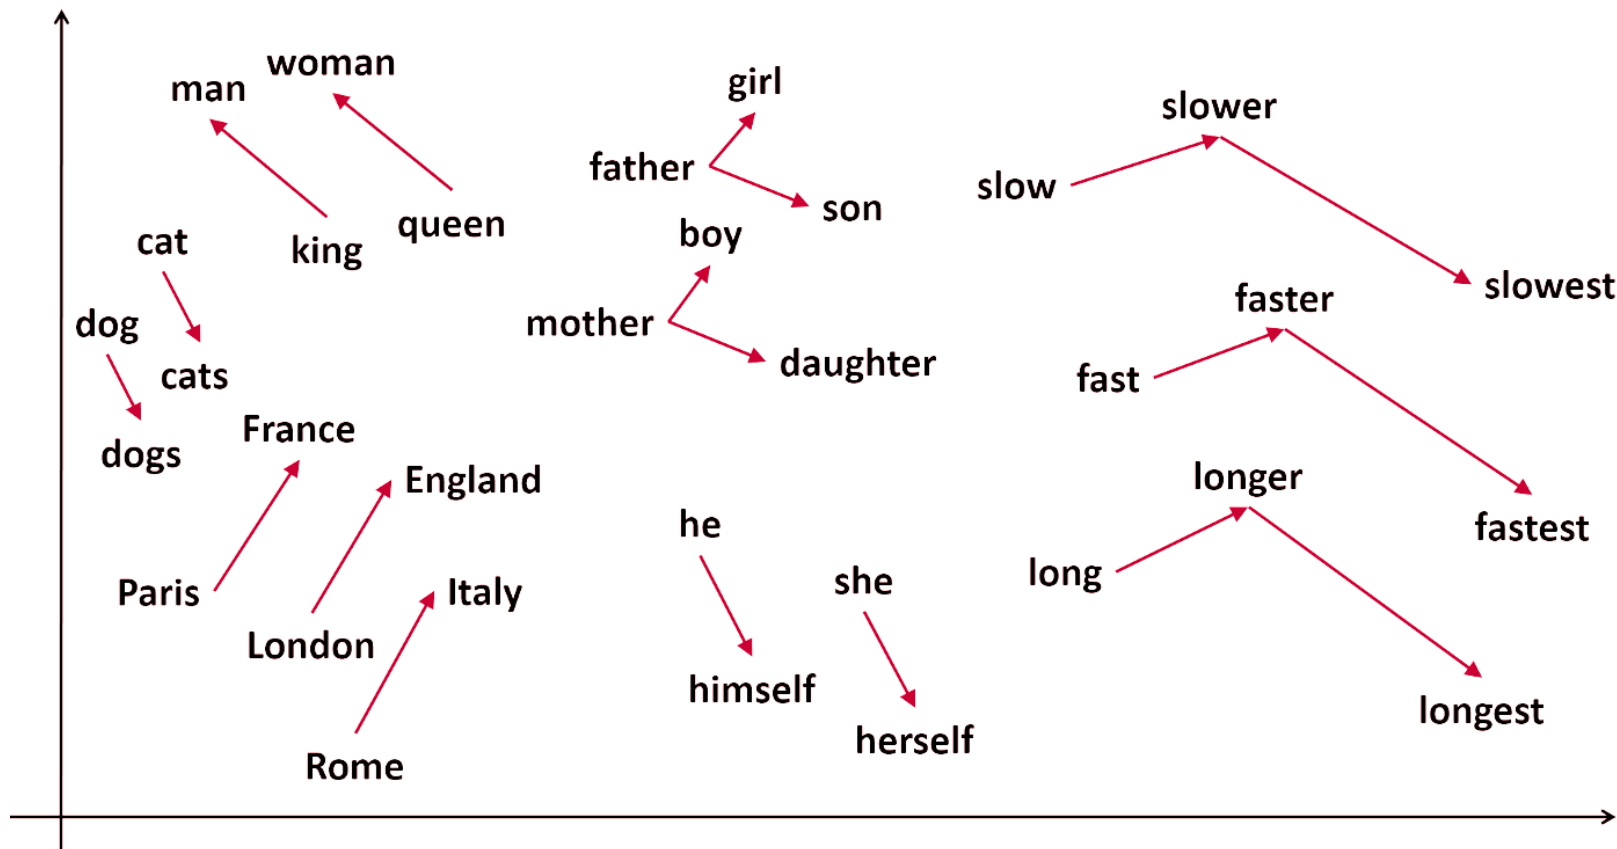 man
woman
king
queen
cat
cats
dog
dogs
France
Paris
England
London
Italy
Rome
girl
father
son
boy
mother
daughter
he
himself
she
herself
slower
slow
slowest
faster
fast
fastest
longer
long
longest